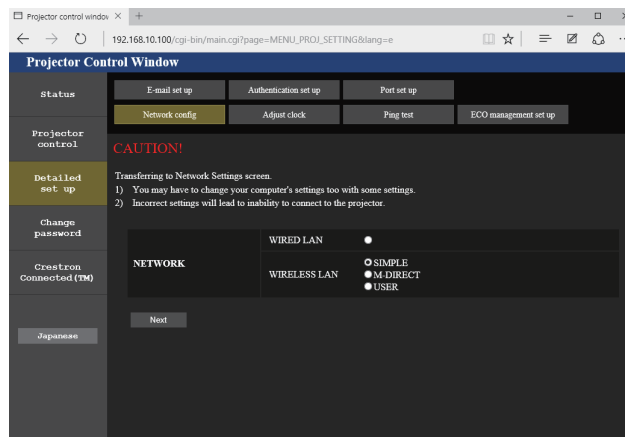 Projector control window
192.168.10.100/cgi-bin/main.cgi?page=MENU_PROJ_SETTING&lang=e
Projector Control Window
Status
E-mail set up
Authentication set up
Port set up
Network config
Adjust clock
Ping test
ECO management set up
Projector
control
CAUTION!
Detailed
set up
Transferring to Network Settings screen.
1) You may have to change your computer's settings too with some settings.
2) Incorrect settings will lead to inability to connect to the projector.
Change
password
NETWORK
WIRED LAN
WIRELESS LAN
SIMPLE
M-DIRECT
USER
Crestron
Connected(TM)
Next
Japanese